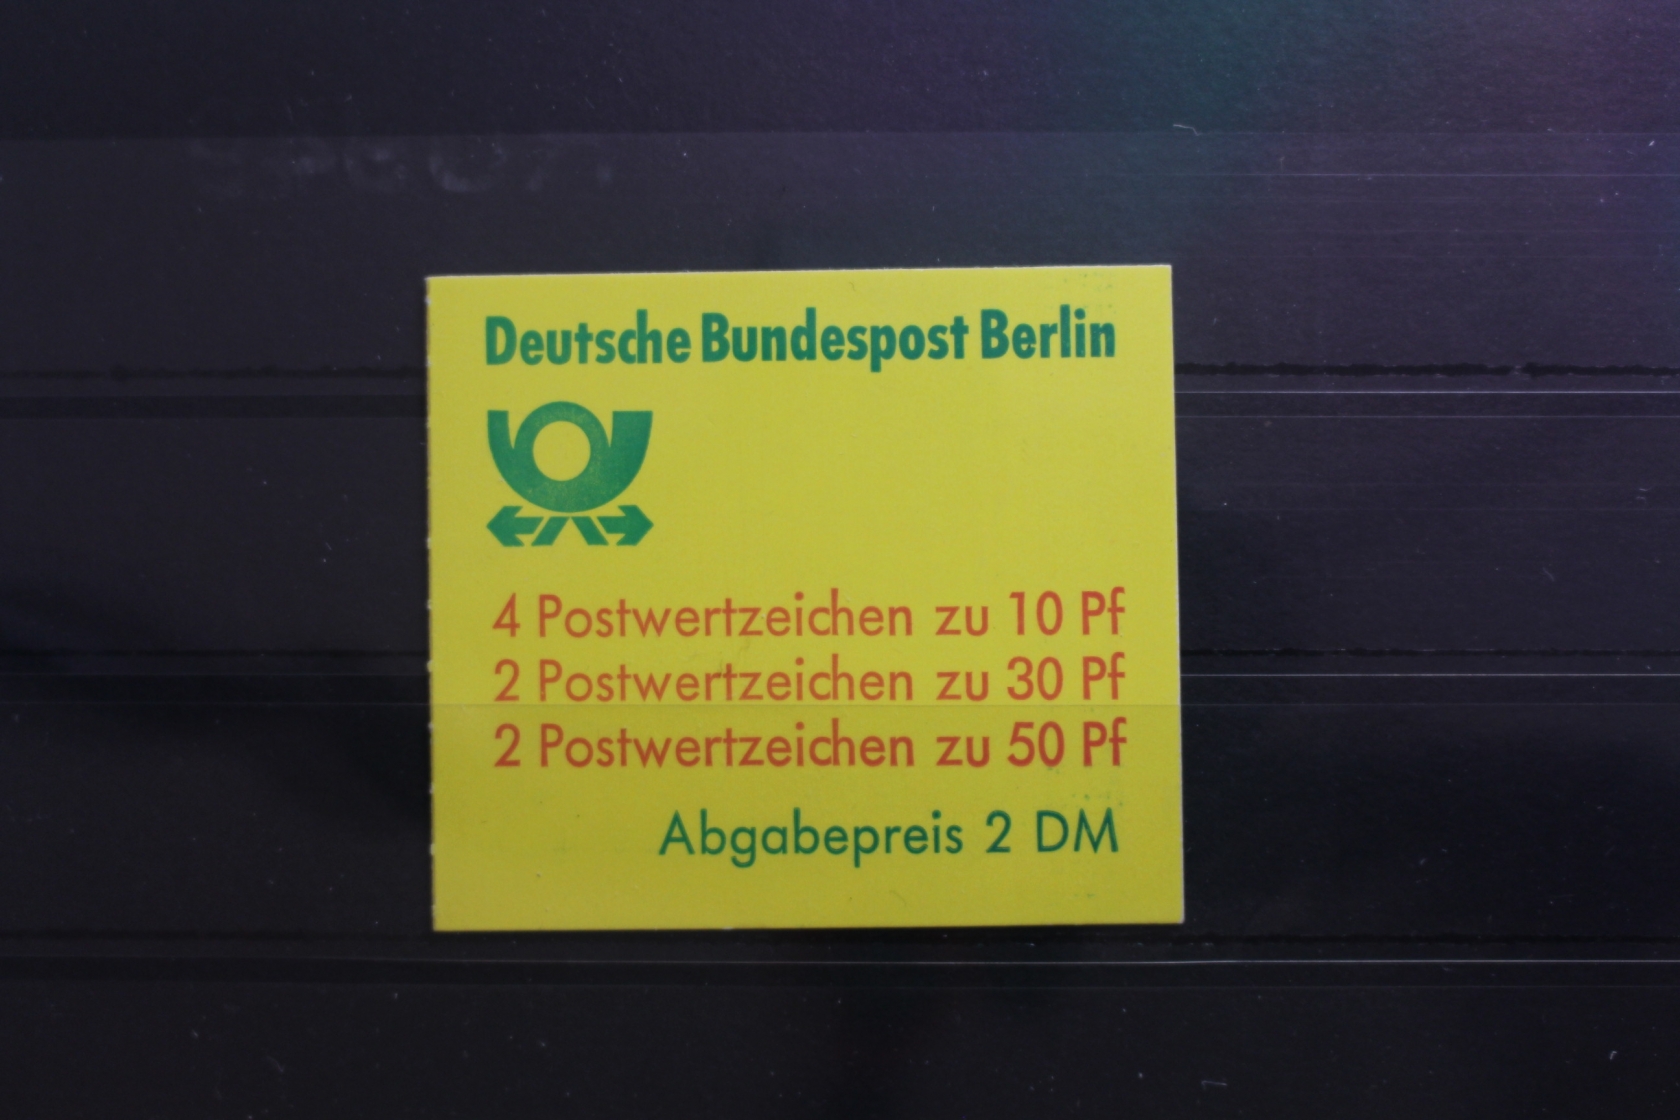 Deutsche Bundespost Berlin
4 Postwertzeichen zu 10 Pf
2 Postwertzeichen zu 30 Pf
2 Postwertzeichen zu 50 Pf
Abgabepreis 2 DM